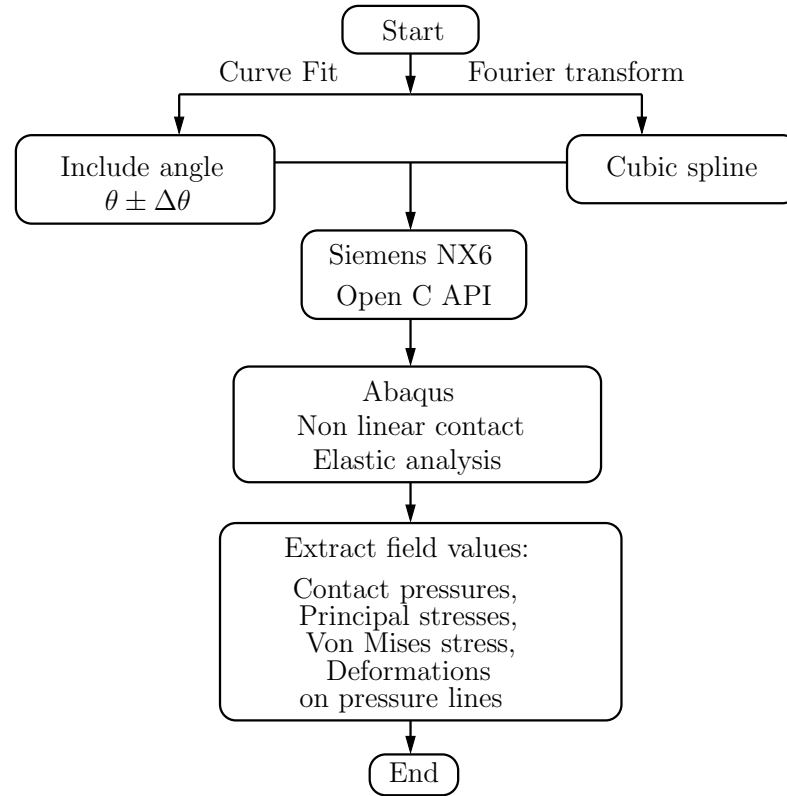 Start
Curve Fit
Fourier transform
Include angle
θ ± Δθ
Cubic spline
Siemens NX6
Open C API
Abaqus
Non linear contact
Elastic analysis
Extract field values:
Contact pressures,
Principal stresses,
Von Mises stress,
Deformations
on pressure lines
End